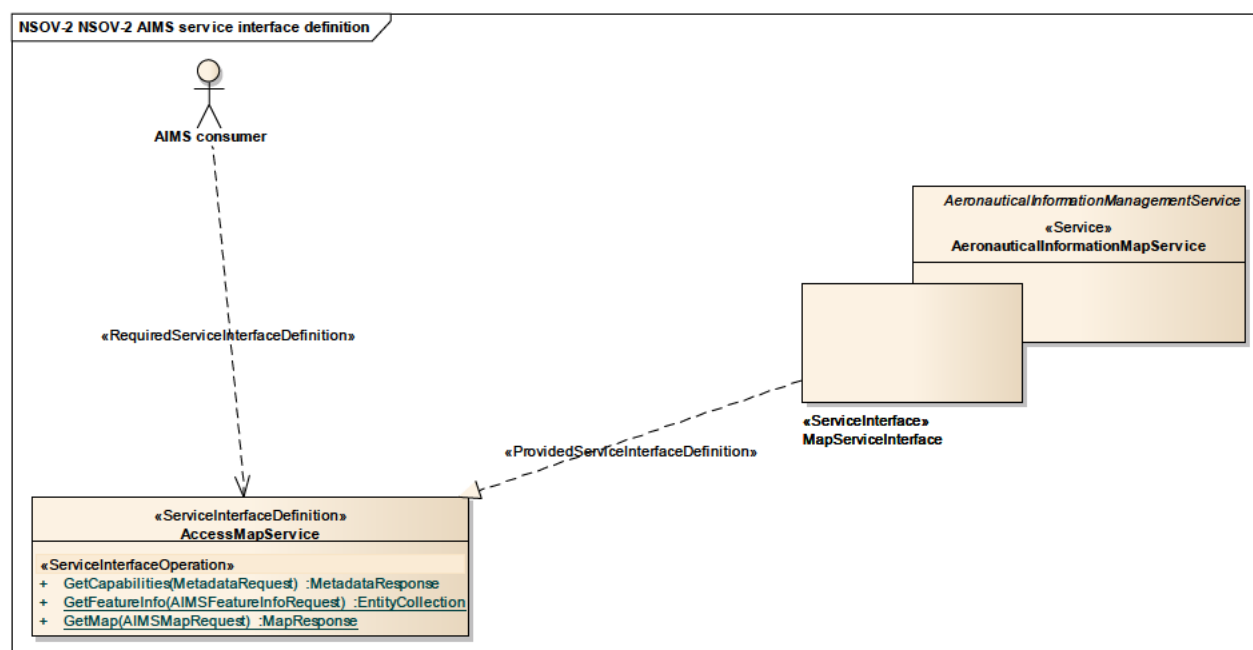 NSOV-2 NSOV-2 AIMS service interface definition
AIMS consumer
AeronauticalInformationManagementService
«Service»
AeronauticalInformationMapService
«RequiredServiceInterfaceDefinition»
«ServiceInterface»
MapServiceInterface
«ProvidedServiceInterfaceDefinition»
«ServiceInterfaceDefinition»
AccessMapService
«ServiceInterfaceOperation»
+ GetCapabilities(MetadataRequest) :MetadataResponse
+ GetFeatureInfo(AIMSFeatureInfoRequest) :EntityCollection
+ GetMap(AIMSMapRequest) :MapResponse